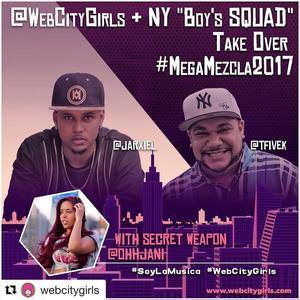 @WebCityGirls + NY "Boy's SQUAD"
Take Over
#MegaMezcla2017
@JARXIEL
@TFIVEK
WITH SECRET WEAPON
@OHHJANI
#SoyLaMusica #WebCityGirls
www.webcitygirls.com
webcitygirls